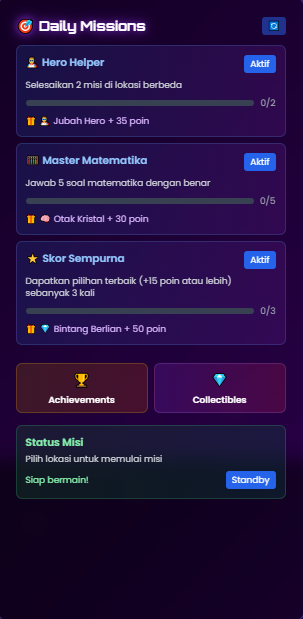 Daily Missions
Hero Helper
Aktif
Selesaikan 2 misi di lokasi berbeda
0/2
Jubah Hero + 35 poin
Master Matematika
Aktif
Jawab 5 soal matematika dengan benar
0/5
Otak Kristal + 30 poin
Skor Sempurna
Aktif
Dapatkan pilihan terbaik (+15 poin atau lebih)
sebanyak 3 kali
0/3
Bintang Berlian + 50 poin
Achievements
Collectibles
Status Misi
Pilih lokasi untuk memulai misi
Siap bermain!
Standby